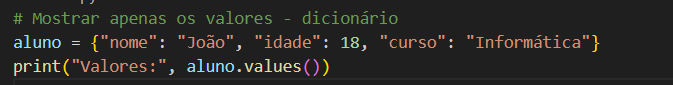 # Mostrar apenas os valores - dicionário
aluno = {"nome": "João", "idade": 18, "curso": "Informática"}
print("Valores:", aluno.values())